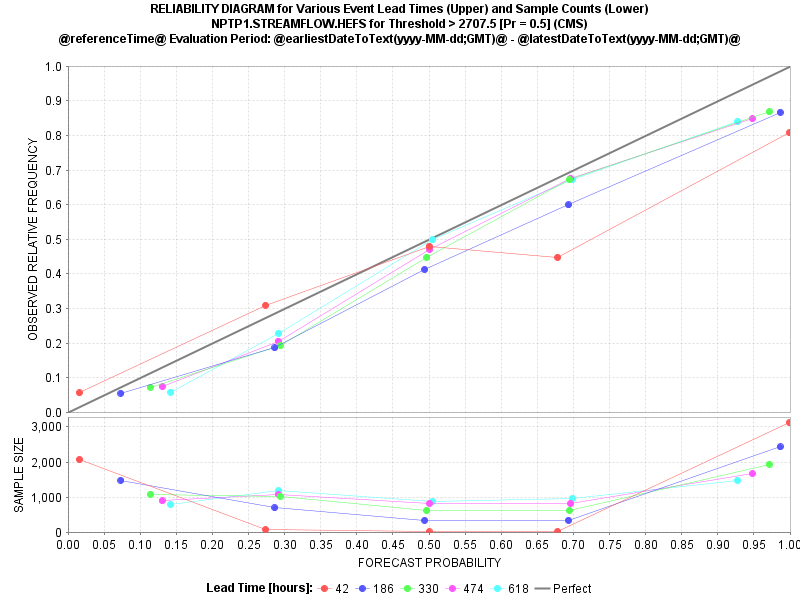 RELIABILITY DIAGRAM for Various Event Lead Times (Upper) and Sample Counts (Lower)
NPTP1.STREAMFLOW.HEFS for Threshold > 2707.5 [Pr = 0.5] (CMS)
@referenceTime@ Evaluation Period: @earliestDateToText(yyyy-MM-dd;GMT)@ - @latestDateToText(yyyy-MM-dd;GMT)@
OBSERVED RELATIVE FREQUENCY
1.0
0.9
0.8
0.7
0.6
0.5
0.4
0.3
0.2
0.1
0.0
SAMPLE SIZE
3,000
2,000
1,000
0
0.00 0.05 0.10 0.15 0.20 0.25 0.30 0.35 0.40 0.45 0.50 0.55 0.60 0.65 0.70 0.75 0.80 0.85 0.90 0.95 1.0
FORECAST PROBABILITY
Lead Time [hours]: 42 186 330 474 618 Perfect